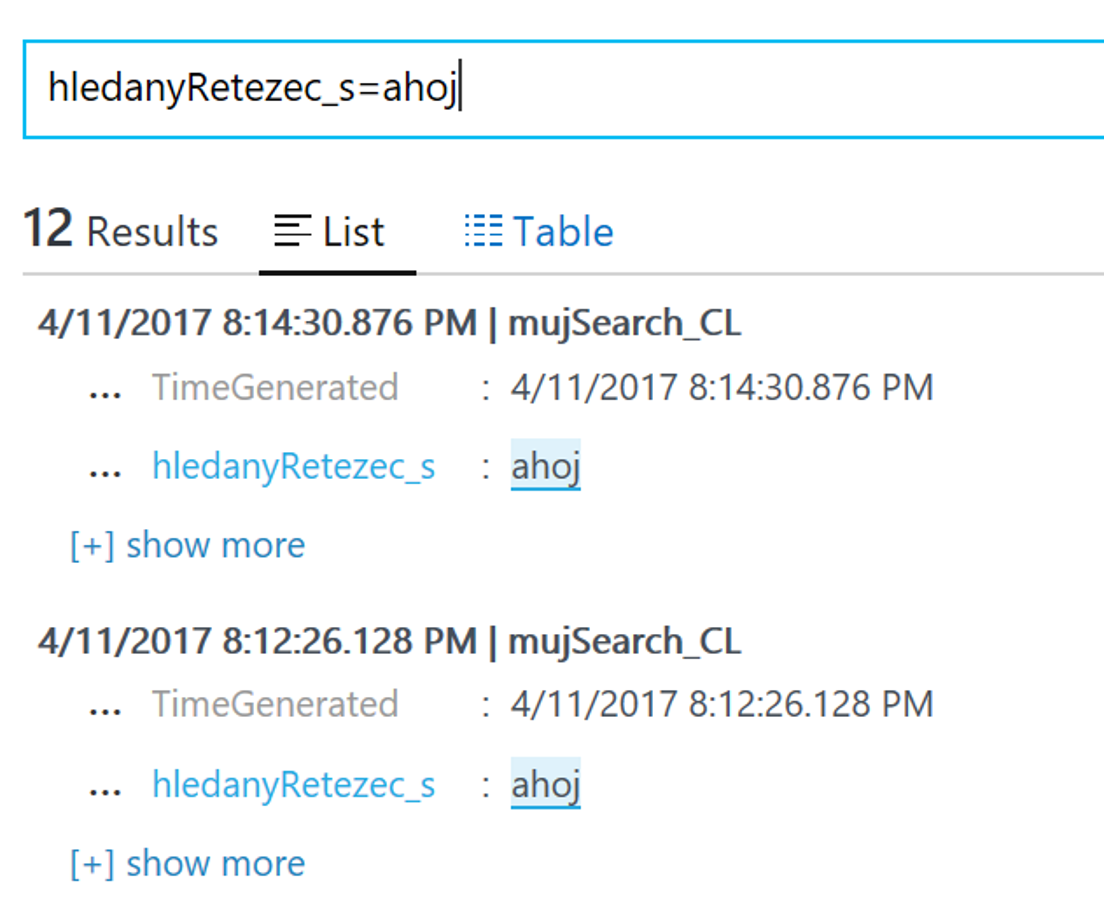 hledanyRetezec_s=ahoj
12 Results List Table
4/11/2017 8:14:30.876 PM | mujSearch_CL
... TimeGenerated : 4/11/2017 8:14:30.876 PM
... hledanyRetezec_s : ahoj
[+] show more
4/11/2017 8:12:26.128 PM | mujSearch_CL
... TimeGenerated : 4/11/2017 8:12:26.128 PM
... hledanyRetezec_s : ahoj
[+] show more